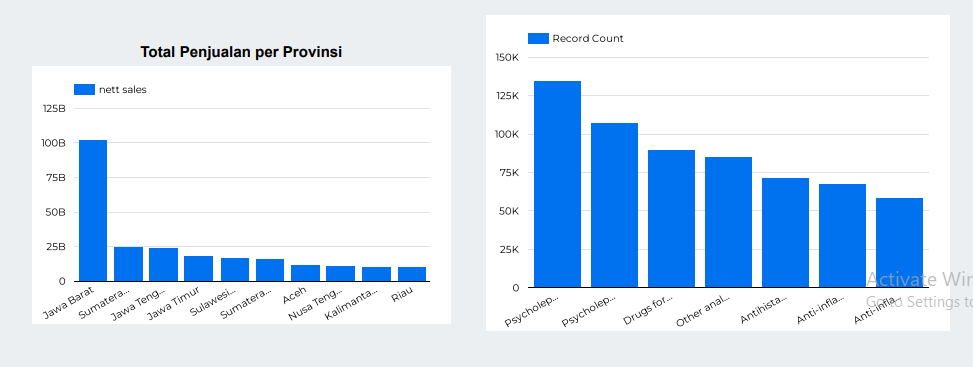 Total Penjualan per Provinsi
nett sales
125B
100B
75B
50B
25B
0
Jawa Barat
Sumatera...
Jawa Teng...
Jawa Timur
Sulawesi...
Sumatera...
Aceh
Nusa Teng...
Kalimanta...
Riau
Record Count
150K
125K
100K
75K
50K
25K
0
Psycholep...
Psycholep...
Drugs for...
Other anal...
Antihista...
Anti-infla...
Anti-infla...
Activate Win
Go to Settings to